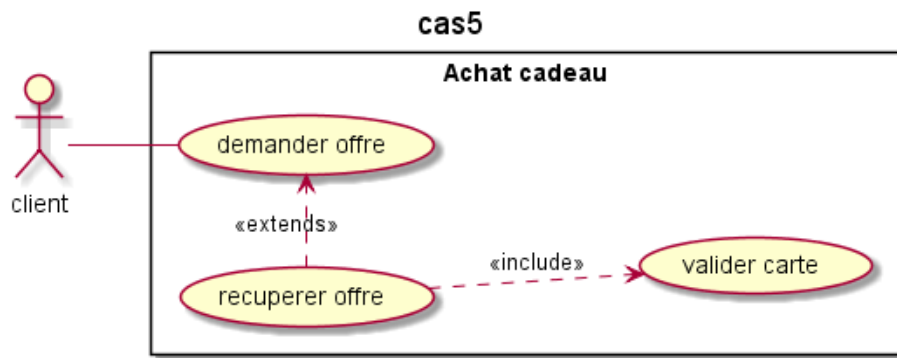 cas5
Achat cadeau
demander offre
client
«extends»
«include»
valider carte
recuperer offre